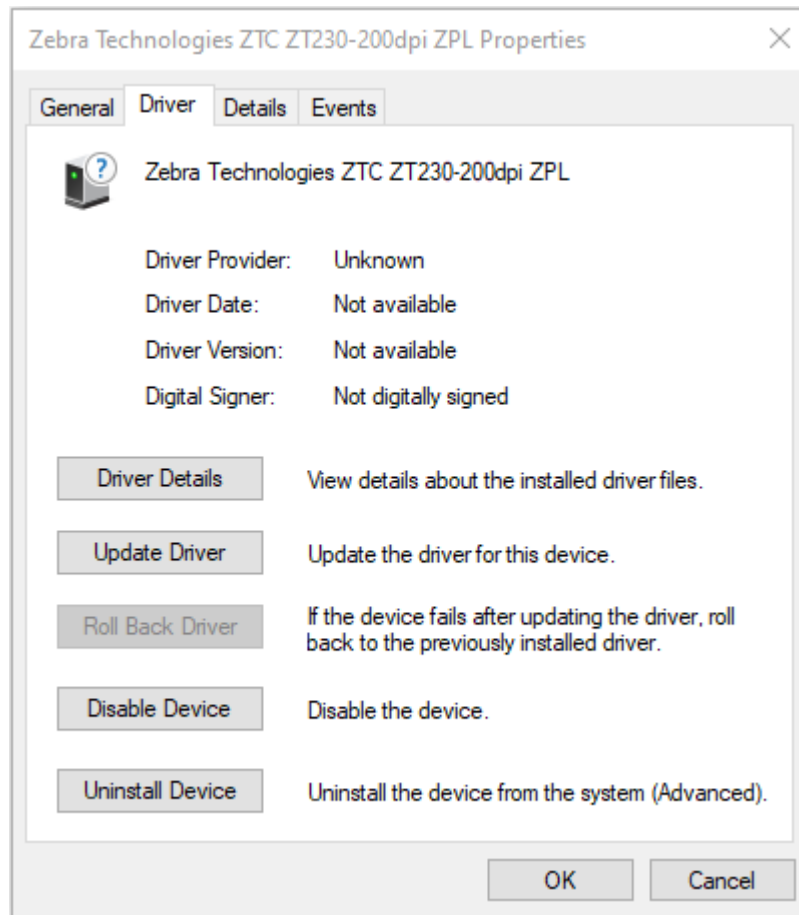 Zebra Technologies ZTC ZT230-200dpi ZPL Properties
General Driver Details Events
?
Zebra Technologies ZTC ZT230-200dpi ZPL
Driver Provider: Unknown
Driver Date: Not available
Driver Version: Not available
Digital Signer: Not digitally signed
Driver Details View details about the installed driver files.
Update Driver Update the driver for this device.
Roll Back Driver If the device fails after updating the driver, roll
back to the previously installed driver.
Disable Device Disable the device.
Uninstall Device Uninstall the device from the system (Advanced).
OK Cancel